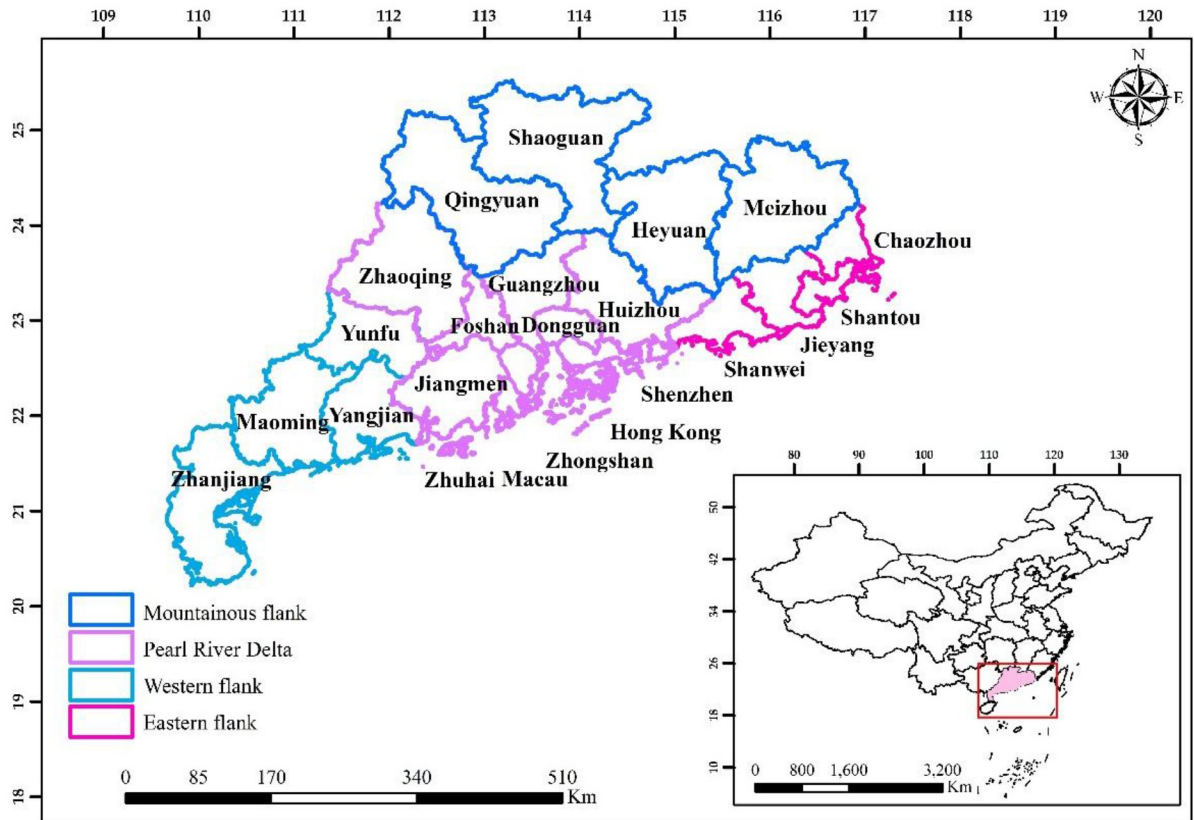 109 110 111 112 113 114 115 116 117 118 119 120
N
W E
S
25
24
23
22
21
20
19
18
Shaoguan
Qingyuan
Meizhou
Heyuan
Chaozhou
Zhaoqing
Guangzhou
Huizhou
Shantou
Yunfu
Foshan
Dongguan
Jieyang
Shanwei
Jiangmen
Shenzhen
Maoming
Yangjian
Hong Kong
Zhongshan
Zhanjiang
Zhuhai
Macau
Mountainous flank
Pearl River Delta
Western flank
Eastern flank
0 85 170 340 510
Km
80 90 100 110 120 130
50
42
34
26
18
10
0 800 1,600 3,200
Km